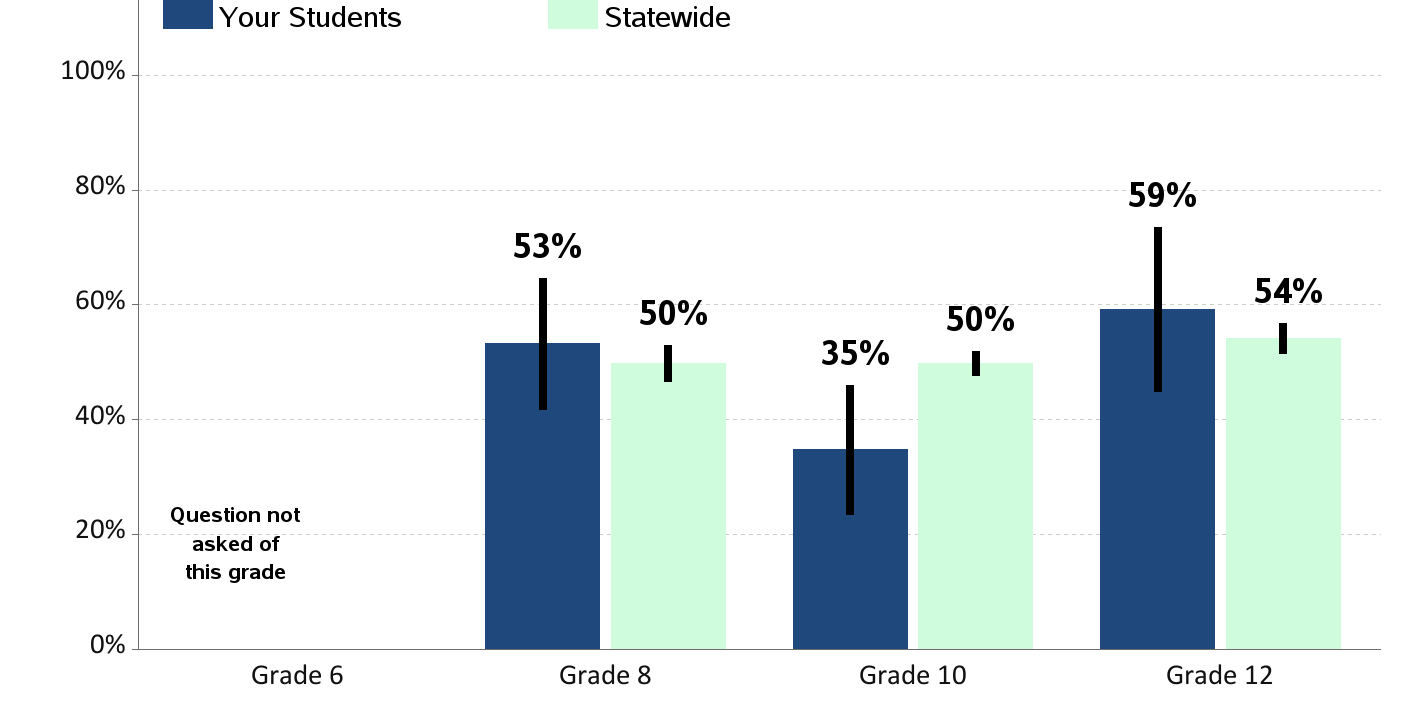 Your Students Statewide
100%
80%
60%
40%
20%
0%
53%
50%
35%
50%
59%
54%
Question not
asked of
this grade
Grade 6 Grade 8 Grade 10 Grade 12